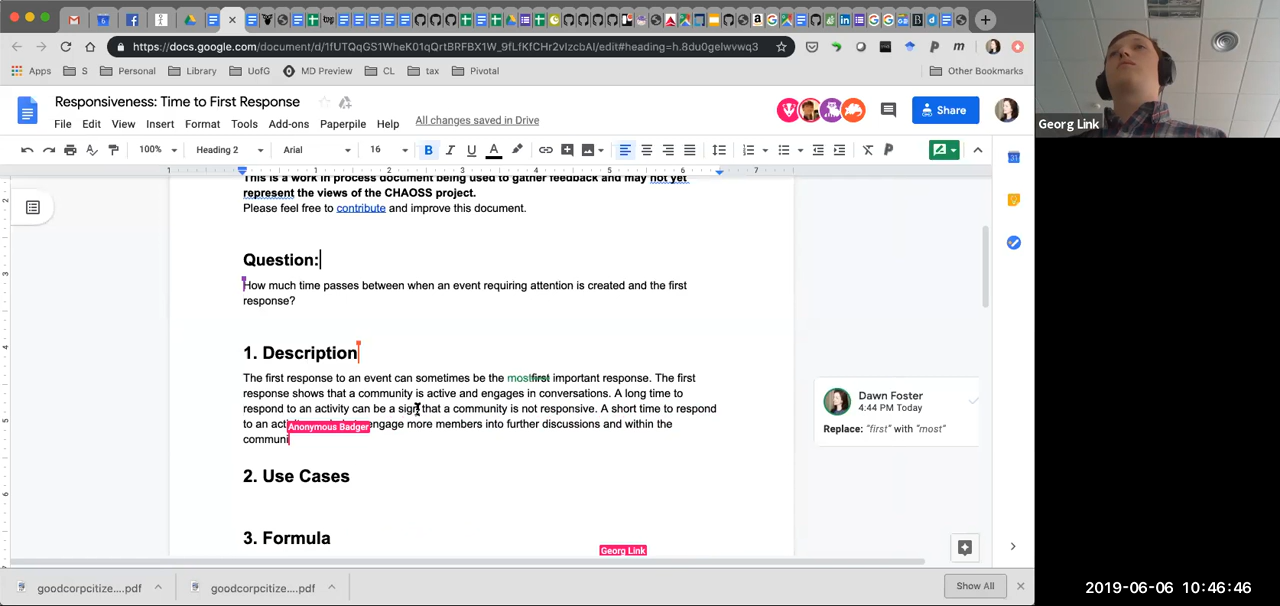 https://docs.google.com/document/d/1fUTQqGS1WheK01qQrtBRFBX1W_9fLfKfCHr2vIzcbAI/edit#heading=h.8du0gelwvwq3
Apps S Personal Library UofG MD Preview CL tax Pivotal Other Bookmarks
Responsiveness: Time to First Response
File Edit View Insert Format Tools Add-ons Paperpile Help All changes saved in Drive
Share
100% Heading 2 Arial 16 B I U A
This is a work in process document being used to gather feedback and may not yet
represent the views of the CHAOSS project.
Please feel free to contribute and improve this document.
Question:
How much time passes between when an event requiring attention is created and the first
response?
1. Description
The first response to an event can sometimes be the mostfirst important response. The first
response shows that a community is active and engages in conversations. A long time to
respond to an activity can be a sign that a community is not responsive. A short time to respond
to an engage more members into further discussions and within the
Anonymous Badger
communi
2. Use Cases
3. Formula
Georg Link
Dawn Foster
4:44 PM Today
Replace: "first" with "most"
goodcorpcitize....pdf
goodcorpcitize....pdf
Show All
Georg Link
2019-06-06 10:46:46